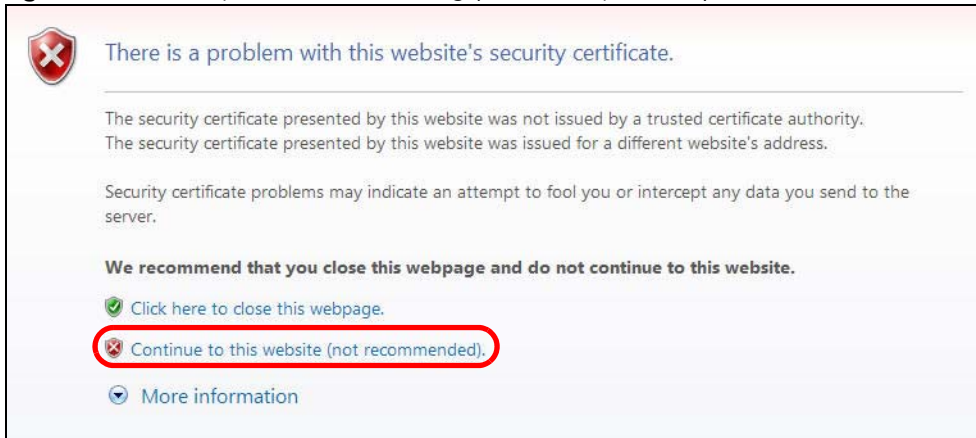 There is a problem with this website's security certificate.
The security certificate presented by this website was not issued by a trusted certificate authority.
The security certificate presented by this website was issued for a different website's address.
Security certificate problems may indicate an attempt to fool you or intercept any data you send to the
server.
We recommend that you close this webpage and do not continue to this website.
Click here to close this webpage.
Continue to this website (not recommended).
More information